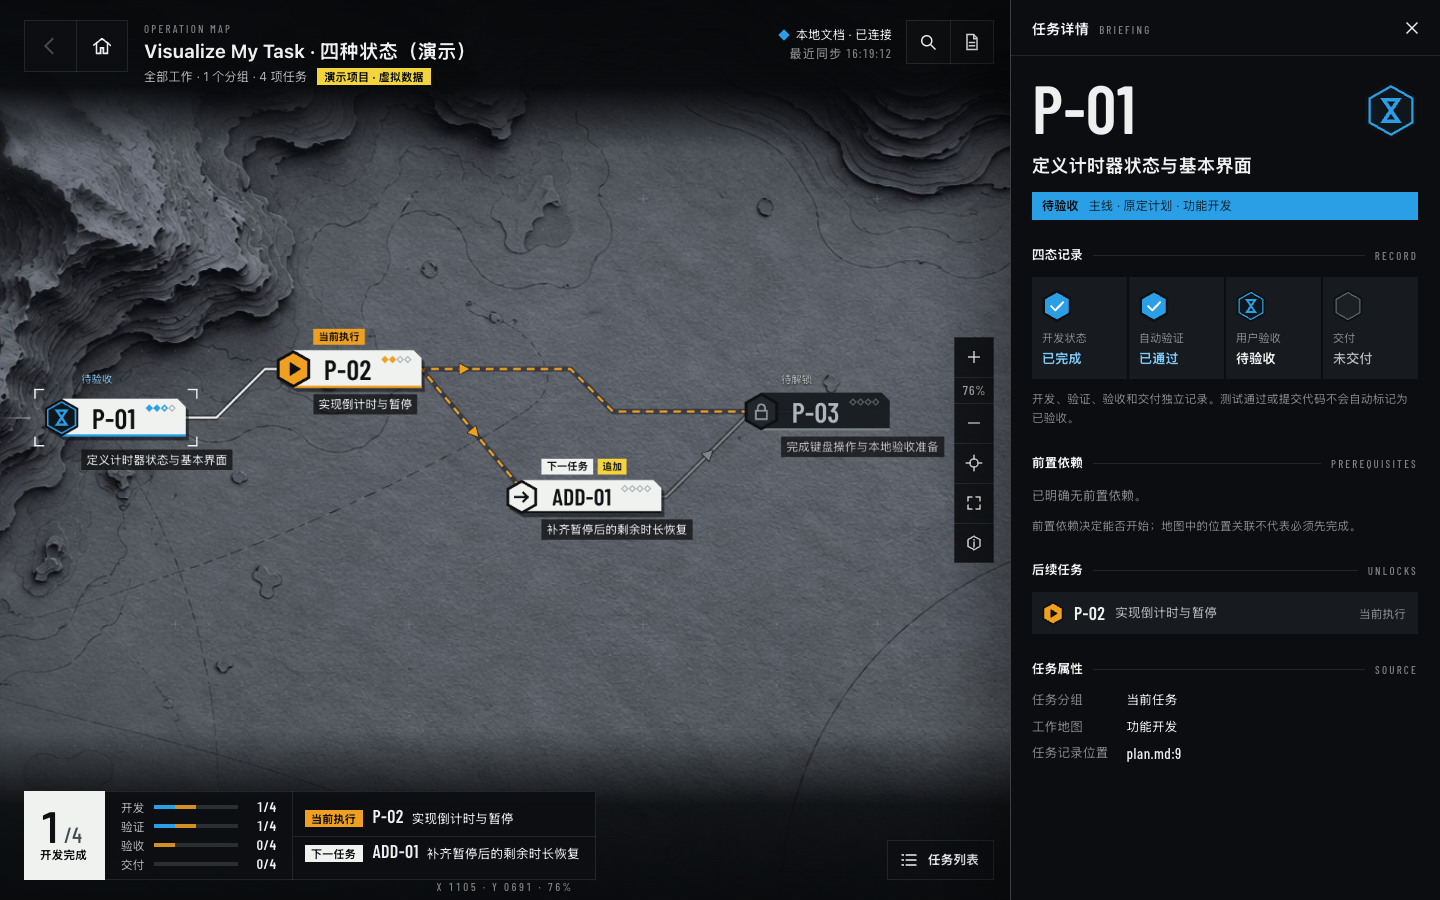 OPERATION MAP
Visualize My Task · 四种状态（演示）
全部工作 · 1 个分组 · 4 项任务 演示项目 · 虚拟数据
本地文档 · 已连接
最近同步 16:19:12
待验收
P-01
定义计时器状态与基本界面
当前执行
P-02
实现倒计时与暂停
待解锁
P-03
完成键盘操作与本地验收准备
下一任务 追加
ADD-01
补齐暂停后的剩余时长恢复
76%
1/4
开发完成
开发 1/4
验证 1/4
验收 0/4
交付 0/4
当前执行 P-02 实现倒计时与暂停
下一任务 ADD-01 补齐暂停后的剩余时长恢复
任务列表
X 1105 · Y 0691 · 76%
任务详情 BRIEFING
P-01
定义计时器状态与基本界面
待验收 主线 · 原定计划 · 功能开发
四态记录 RECORD
开发状态 自动验证 用户验收 交付
已完成 已通过 待验收 未交付
开发、验证、验收和交付独立记录。测试通过或提交代码不会自动标记为
已验收。
前置依赖 PREREQUISITES
已明确无前置依赖。
前置依赖决定能否开始；地图中的位置关联不代表必须先完成。
后续任务 UNLOCKS
P-02 实现倒计时与暂停 当前执行
任务属性 SOURCE
任务分组 当前任务
工作地图 功能开发
任务记录位置 plan.md:9